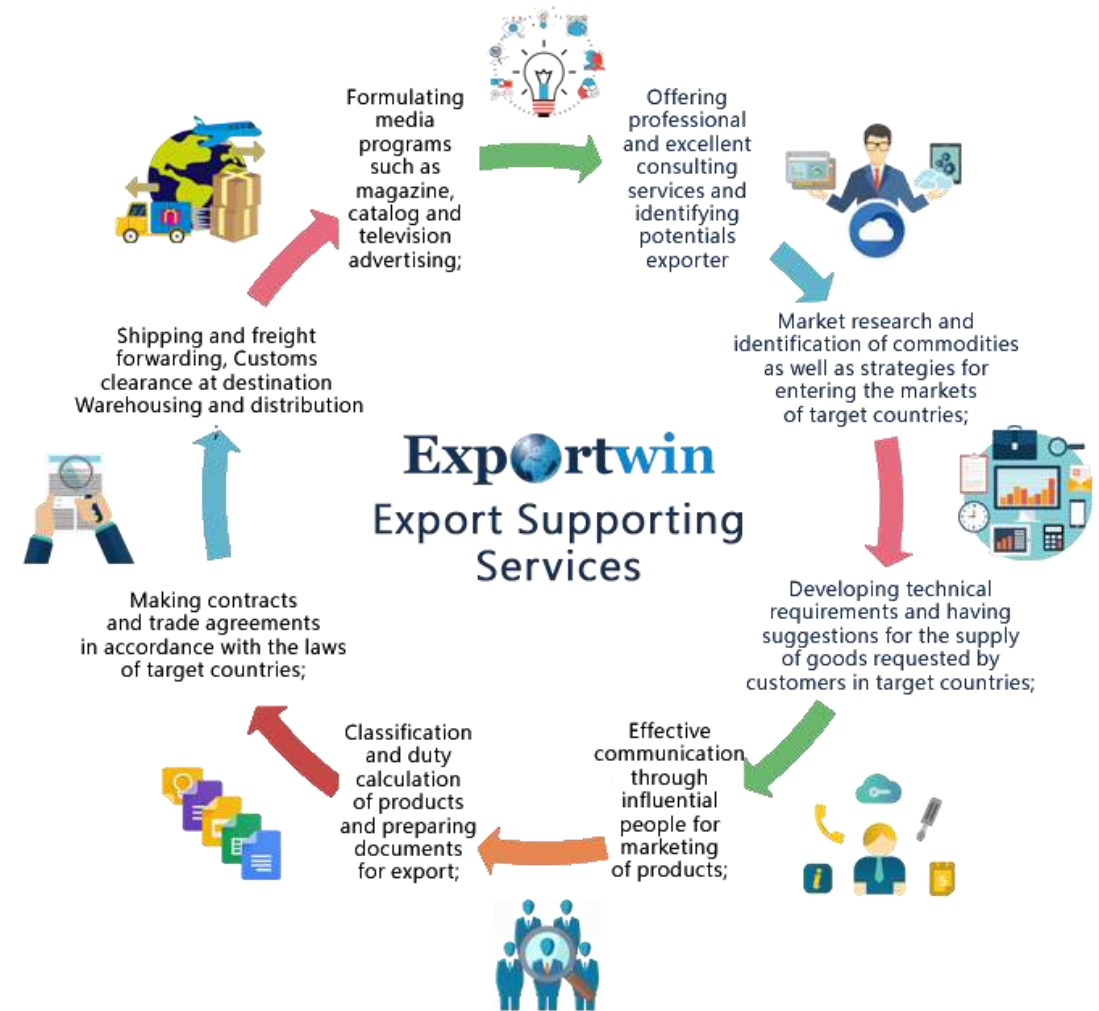 Formulating
media
programs
such as
magazine,
catalog and
television
advertising;
Offering
professional
and excellent
consulting
services and
identifying
potentials
exporter
Market research and
identification of commodities
as well as strategies for
entering the markets
of target countries;
Developing technical
requirements and having
suggestions for the supply
of goods requested by
customers in target countries;
Effective
communication
through
influential
people for
marketing
of products;
Classification
and duty
calculation
of products
and preparing
documents
for export;
Making contracts
and trade agreements
in accordance with the laws
of target countries;
Shipping and freight
forwarding, Customs
clearance at destination
Warehousing and distribution
;
Exportwin
Export Supporting
Services